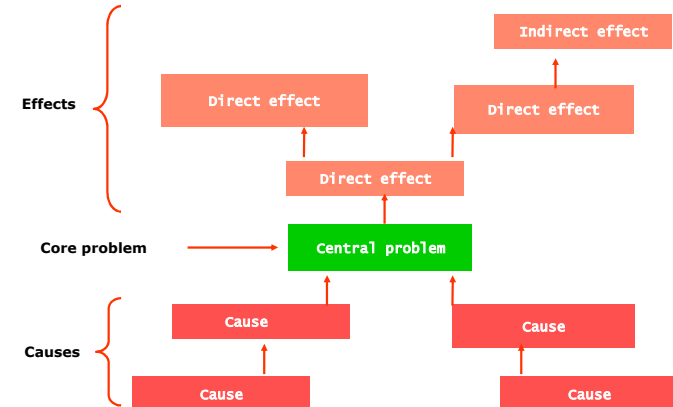 Indirect effect
Direct effect
Direct effect
Effects
Direct effect
Core problem
Central problem
Cause
Cause
Causes
Cause
Cause